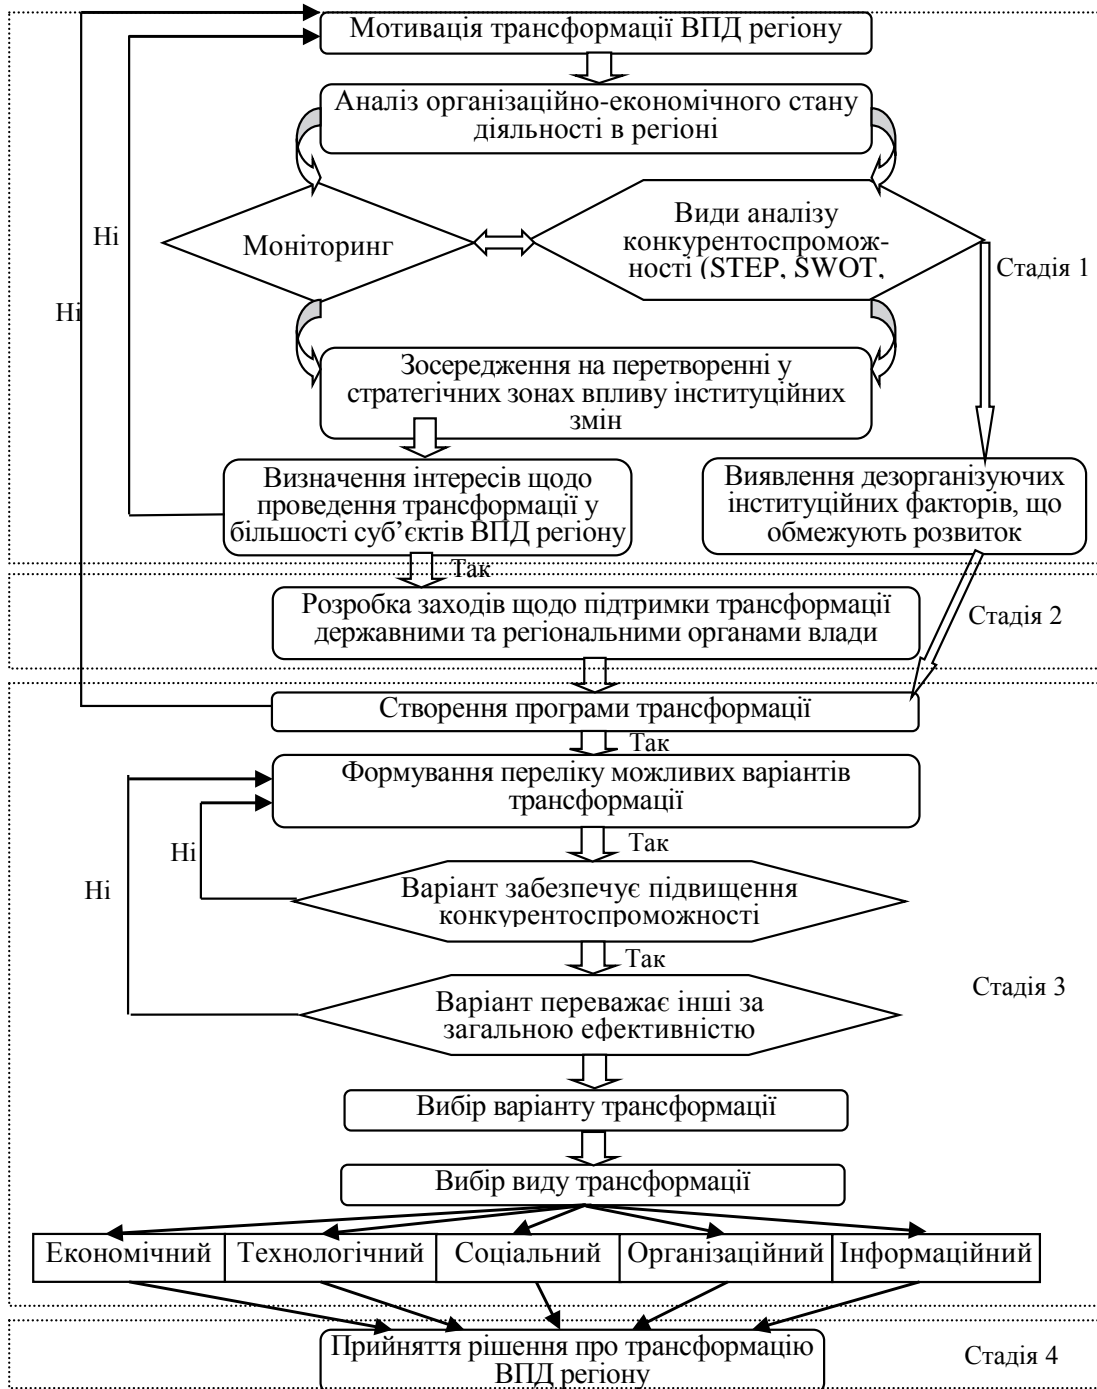 Мотивація трансформації ВПД регіону
Аналіз організаційно-економічного стану
діяльності в регіоні
Ні
Моніторинг
Види аналізу
конкурентоспромож-
ності (STEP, SWOT,
Стадія 1
Ні
Зосередження на перетворенні у
стратегічних зонах впливу інституційних
змін
Визначення інтересів щодо
проведення трансформації у
більшості суб’єктів ВПД регіону
Виявлення дезорганізуючих
інституційних факторів, що
обмежують розвиток
Так
Розробка заходів щодо підтримки трансформації
державними та регіональними органами влади
Стадія 2
Створення програми трансформації
Так
Формування переліку можливих варіантів
трансформації
Так
Ні
Ні
Варіант забезпечує підвищення
конкурентоспроможності
Так
Варіант переважає інші за
загальною ефективністю
Стадія 3
Вибір варіанту трансформації
Вибір виду трансформації
Економічний
Технологічний
Соціальний
Організаційний
Інформаційний
Прийняття рішення про трансформацію
ВПД регіону
Стадія 4